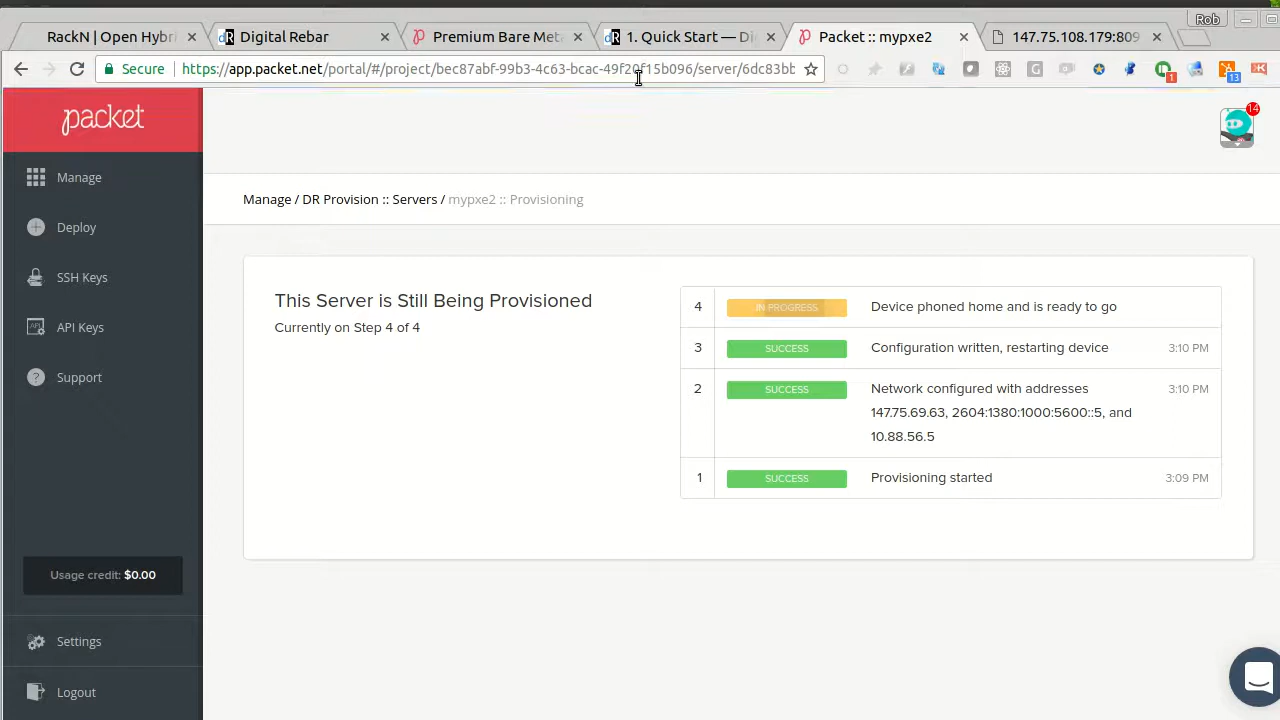 Rob
RackN | Open Hybri
Digital Rebar
Premium Bare Meta
1. Quick Start — Di
Packet :: mypxe2
147.75.108.179:809
Secure
https://app.packet.net/portal/#/project/bec87abf-99b3-4c63-bcac-49f20f15b096/server/6dc83bb
1
13
packet
14
Manage
Deploy
SSH Keys
API Keys
Support
Usage credit: $0.00
Settings
Logout
Manage / DR Provision :: Servers / mypxe2 :: Provisioning
This Server is Still Being Provisioned
Currently on Step 4 of 4
4 IN PROGRESS Device phoned home and is ready to go
3 SUCCESS Configuration written, restarting device 3:10 PM
2 SUCCESS Network configured with addresses 3:10 PM
147.75.69.63, 2604:1380:1000:5600::5, and
10.88.56.5
1 SUCCESS Provisioning started 3:09 PM